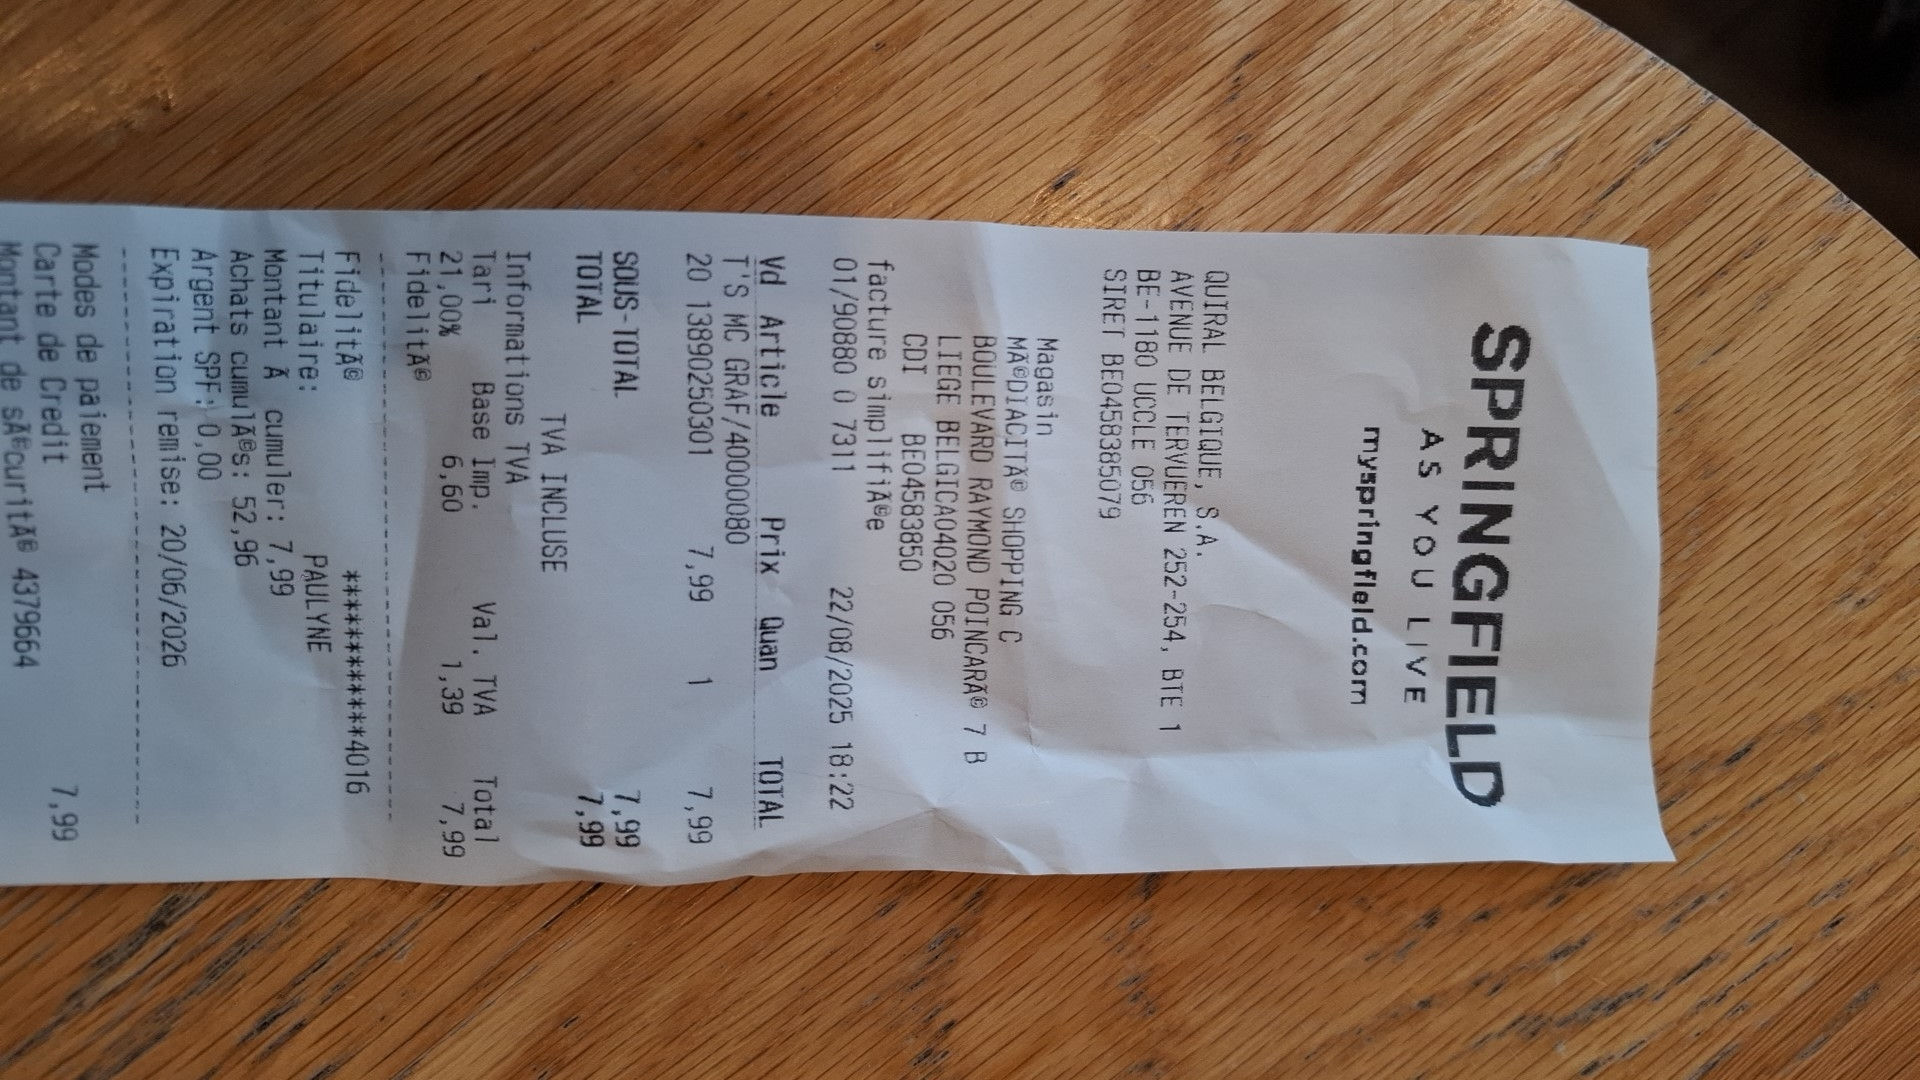 SPRINGFIELD
AS YOU LIVE
myspringfield.com
QUIRAL BELGIQUE, S.A.
AVENUE DE TERVUEREN 252-254, BTE 1
BE-1180 UCCLE 056
SIRET BE0458385079
Magasin
MÃ©DIACITÃ© SHOPPING C
BOULEVARD RAYMOND POINCARÃ© 7 B
LIEGE BELGICA04020 056
CDI BE04583850
facture simplifiÃ©e
01/90880 0 7311 22/08/2025 18:22
Vd Article Prix Quan TOTAL
T'S MC GRAF/400000080
20 1389025250301 7,99 1 7,99
SOUS-TOTAL 7,99
TOTAL 7,99
TVA INCLUSE
Informations TVA
Tari Base Imp. Val. TVA Total
21,00% 6,60 1,39 7,99
FidelitÃ©
FidelitÃ© ************4016
Titulaire: PAULYNE
Montant Ã cumuler: 7,99
Achats cumulÃ©s: 52,96
Argent SPF: 0,00
Expiration remise: 20/06/2026
Modes de paiement
Carte de Credit 7,99
Montant de sÃ©curitÃ© 4379664